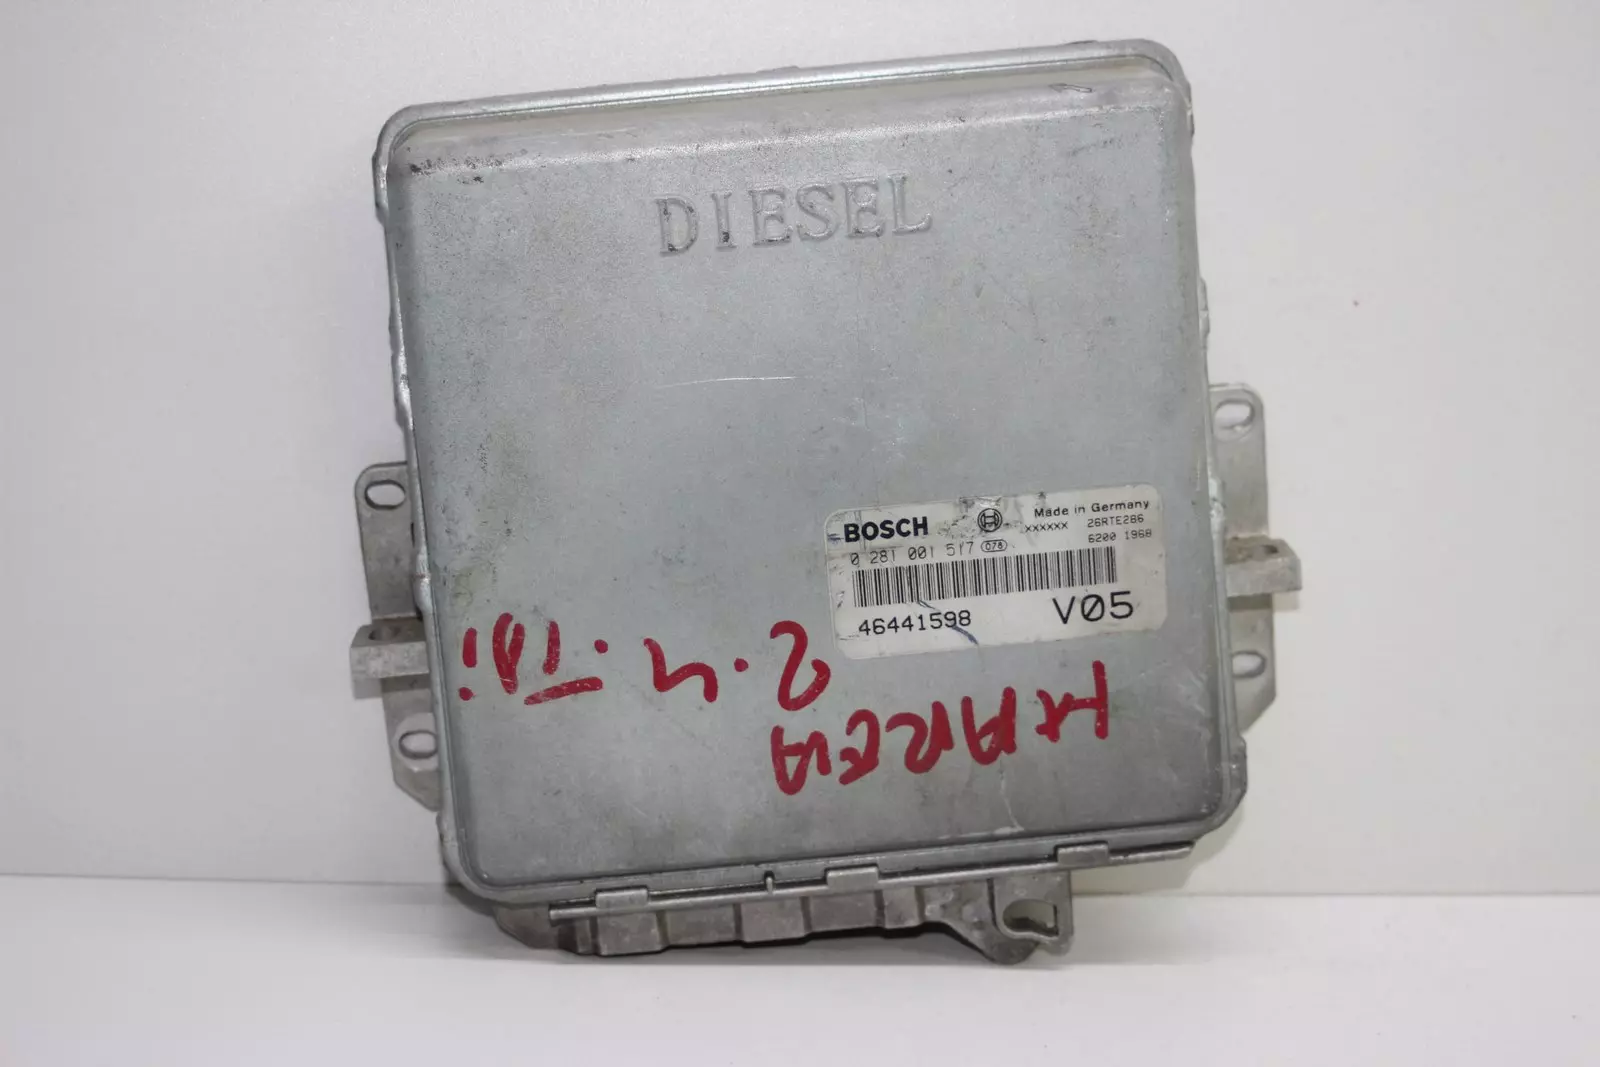 DIESEL
BOSCH
Made in Germany
xxxxxx 26RTE286
0 281 001 517 078
6200 1968
46441598 V05
MAREA
2.4. TDi